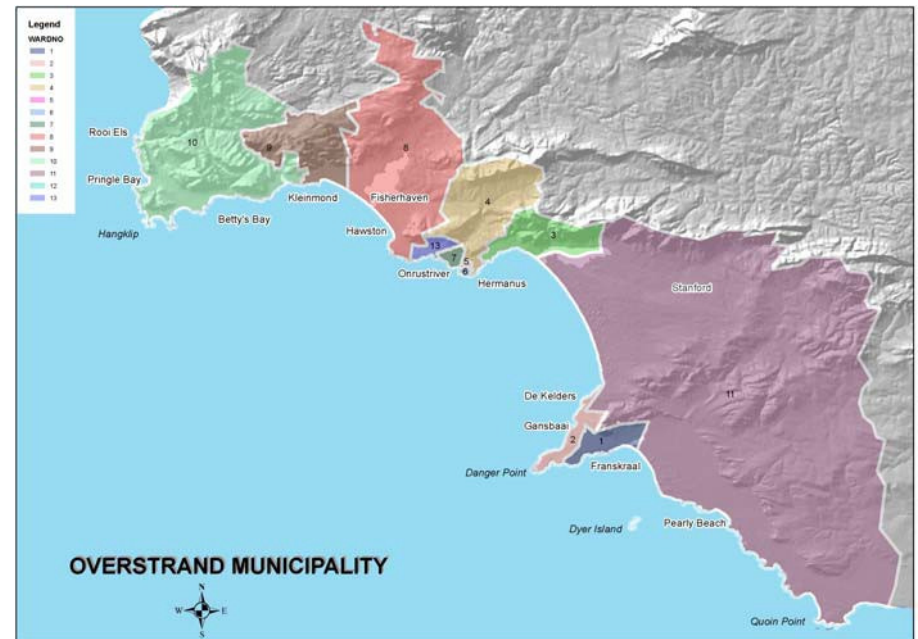 Legend
WARDNO
1
2
3
4
5
6
7
8
9
10
11
12
13
Rooi Els
10
9
8
Pringle Bay
Kleinmond
Fisherhaven
4
Betty's Bay
Hangklip
Hawston
13
3
7
5
Onrustriver
6
Hermanus
Stanford
De Kelders
11
Gansbaai
2
1
Danger Point
Franskraal
Dyer Island
Pearly Beach
OVERSTRAND MUNICIPALITY
N
W
E
S
Quoin Point